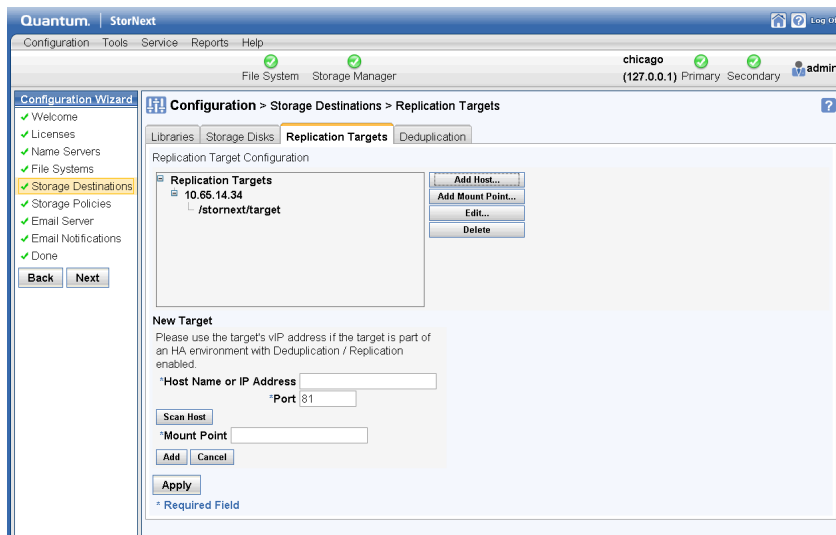 Quantum. | StorNext
Configuration Tools Service Reports Help
File System Storage Manager
chicago
(127.0.0.1) Primary Secondary
Configuration Wizard
Welcome
Licenses
Name Servers
File Systems
Storage Destinations
Storage Policies
Email Server
Email Notifications
Done
Back Next
Configuration > Storage Destinations > Replication Targets
?
Libraries Storage Disks Replication Targets Deduplication
Replication Target Configuration
Replication Targets
10.65.14.34
/stornext/target
Add Host...
Add Mount Point...
Edit...
Delete
New Target
Please use the target's vIP address if the target is part of
an HA environment with Deduplication / Replication
enabled.
*Host Name or IP Address
*Port 81
Scan Host
*Mount Point
Add Cancel
Apply
* Required Field